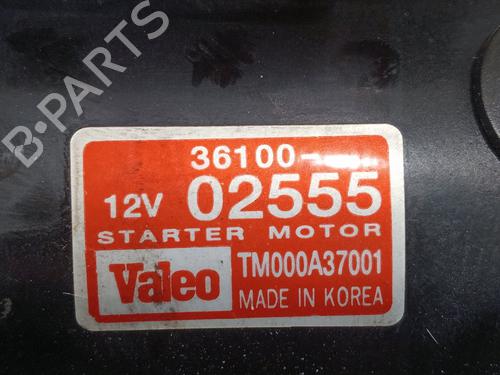 B-PARTS
36100-
12V 02555
STARTER MOTOR
Valeo TM000A37001
MADE IN KOREA